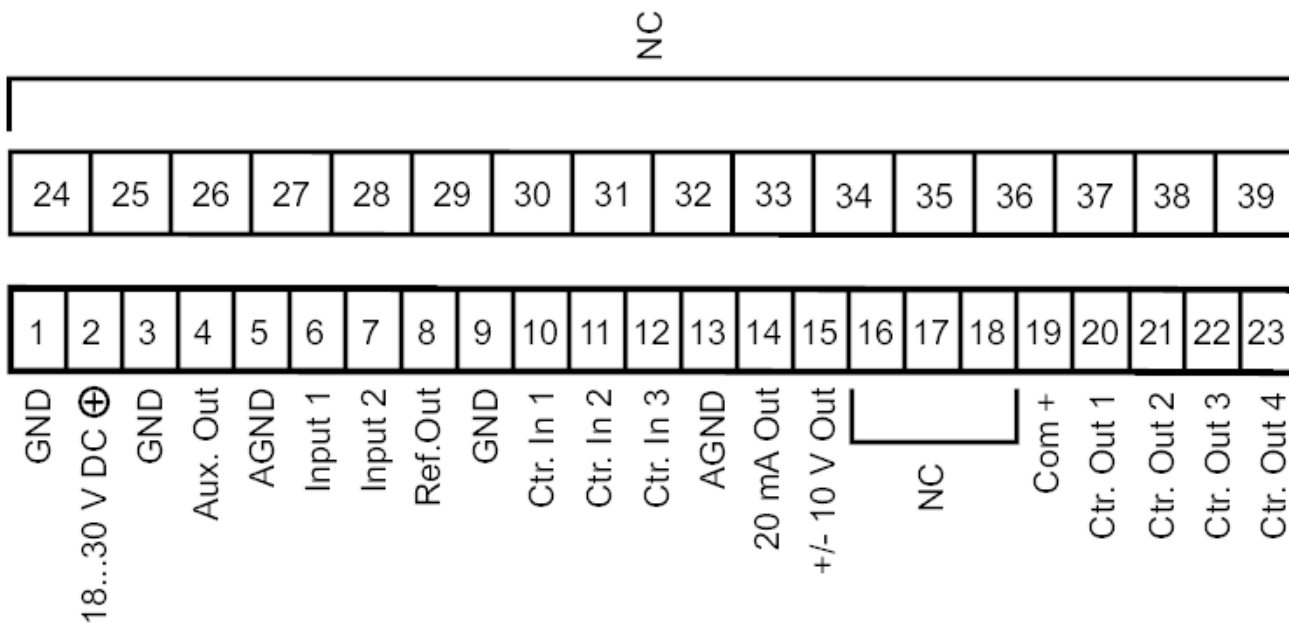 NC
24 25 26 27 28 29 30 31 32 33 34 35 36 37 38 39
1 2 3 4 5 6 7 8 9 10 11 12 13 14 15 16 17 18 19 20 21 22 23
GND
18...30 V DC ⊕
GND
Aux. Out
AGND
Input 1
Input 2
Ref.Out
GND
Ctr. In 1
Ctr. In 2
Ctr. In 3
AGND
20 mA Out
+/- 10 V Out
NC
Com +
Ctr. Out 1
Ctr. Out 2
Ctr. Out 3
Ctr. Out 4